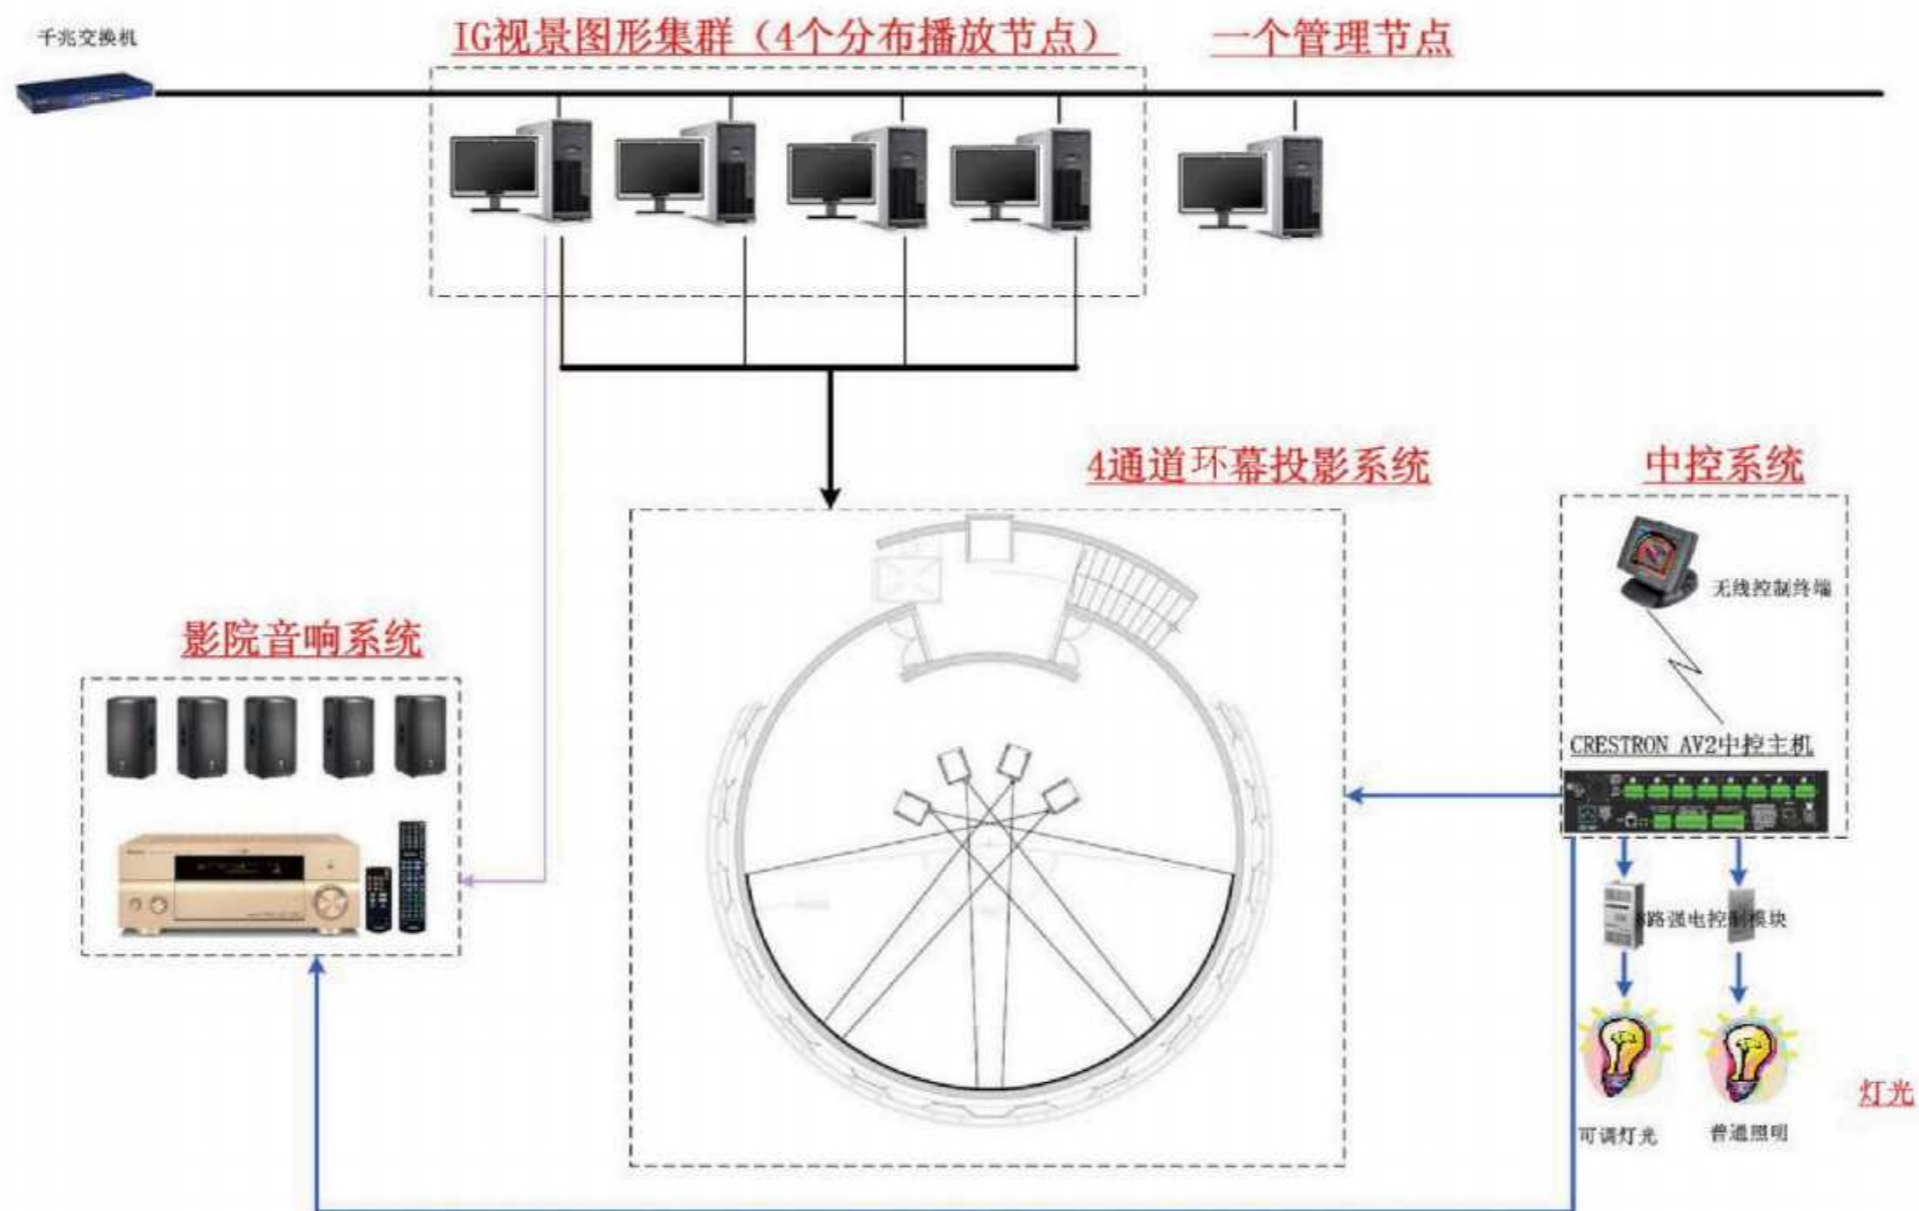 千兆交换机
IG视景图形集群（4个分布播放节点）
一个管理节点
4通道环幕投影系统
中控系统
无线控制终端
影院音响系统
CRESTRON AV2中控主机
8路强电控制模块
灯光
可调灯光
普通照明